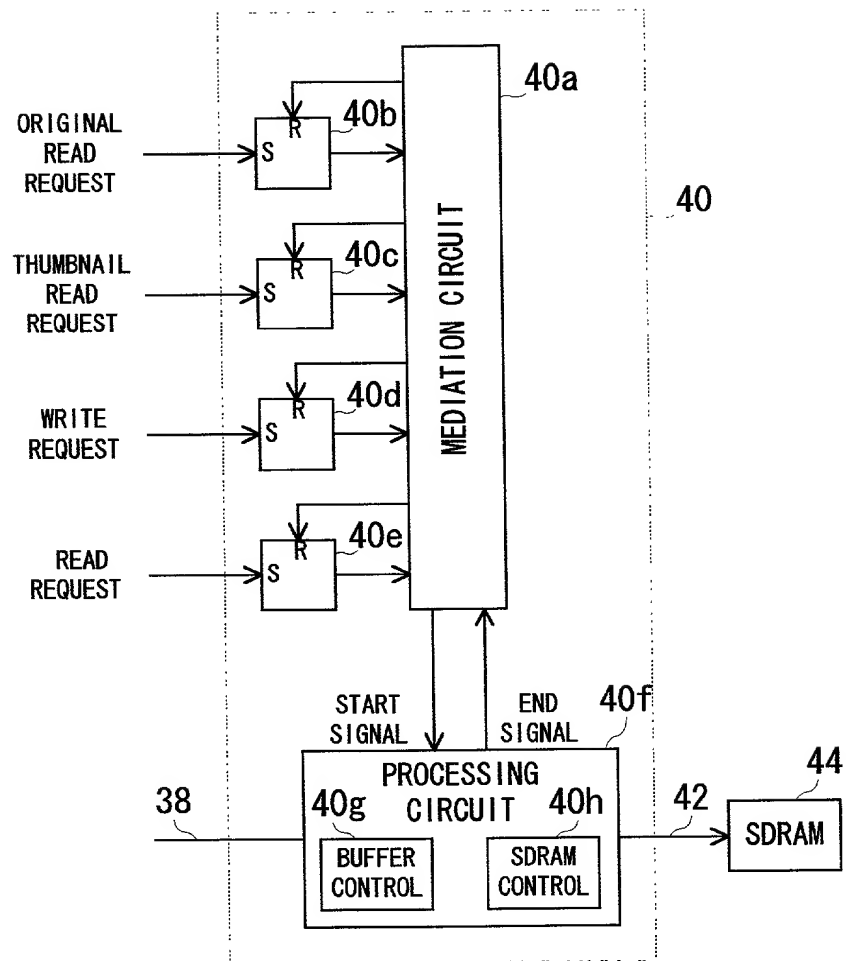 40a
R
40b
ORIGINAL
READ
REQUEST
S
40
R
40c
THUMBNAIL
READ
REQUEST
S
MEDIATION CIRCUIT
R
40d
WRITE
REQUEST
S
R
40e
READ
REQUEST
S
START
SIGNAL
END
SIGNAL
40f
PROCESSING
CIRCUIT
38
40g
BUFFER
CONTROL
40h
SDRAM
CONTROL
42
44
SDRAM